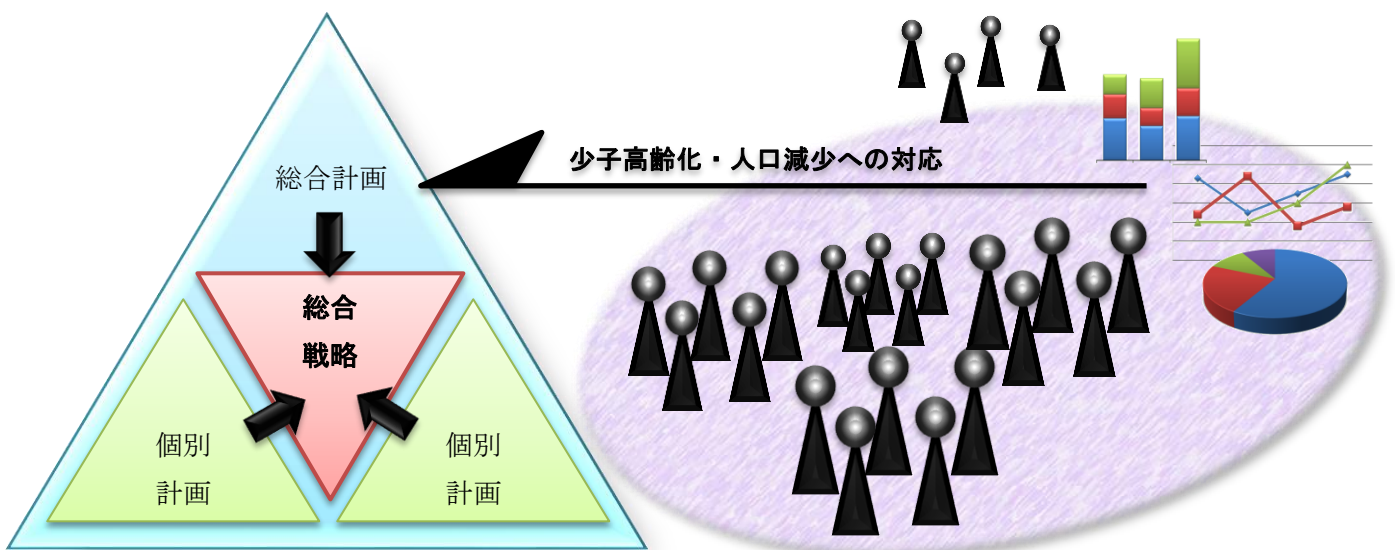 少子高齢化・人口減少への対応
総合計画
総合
戦略
個別
計画
個別
計画